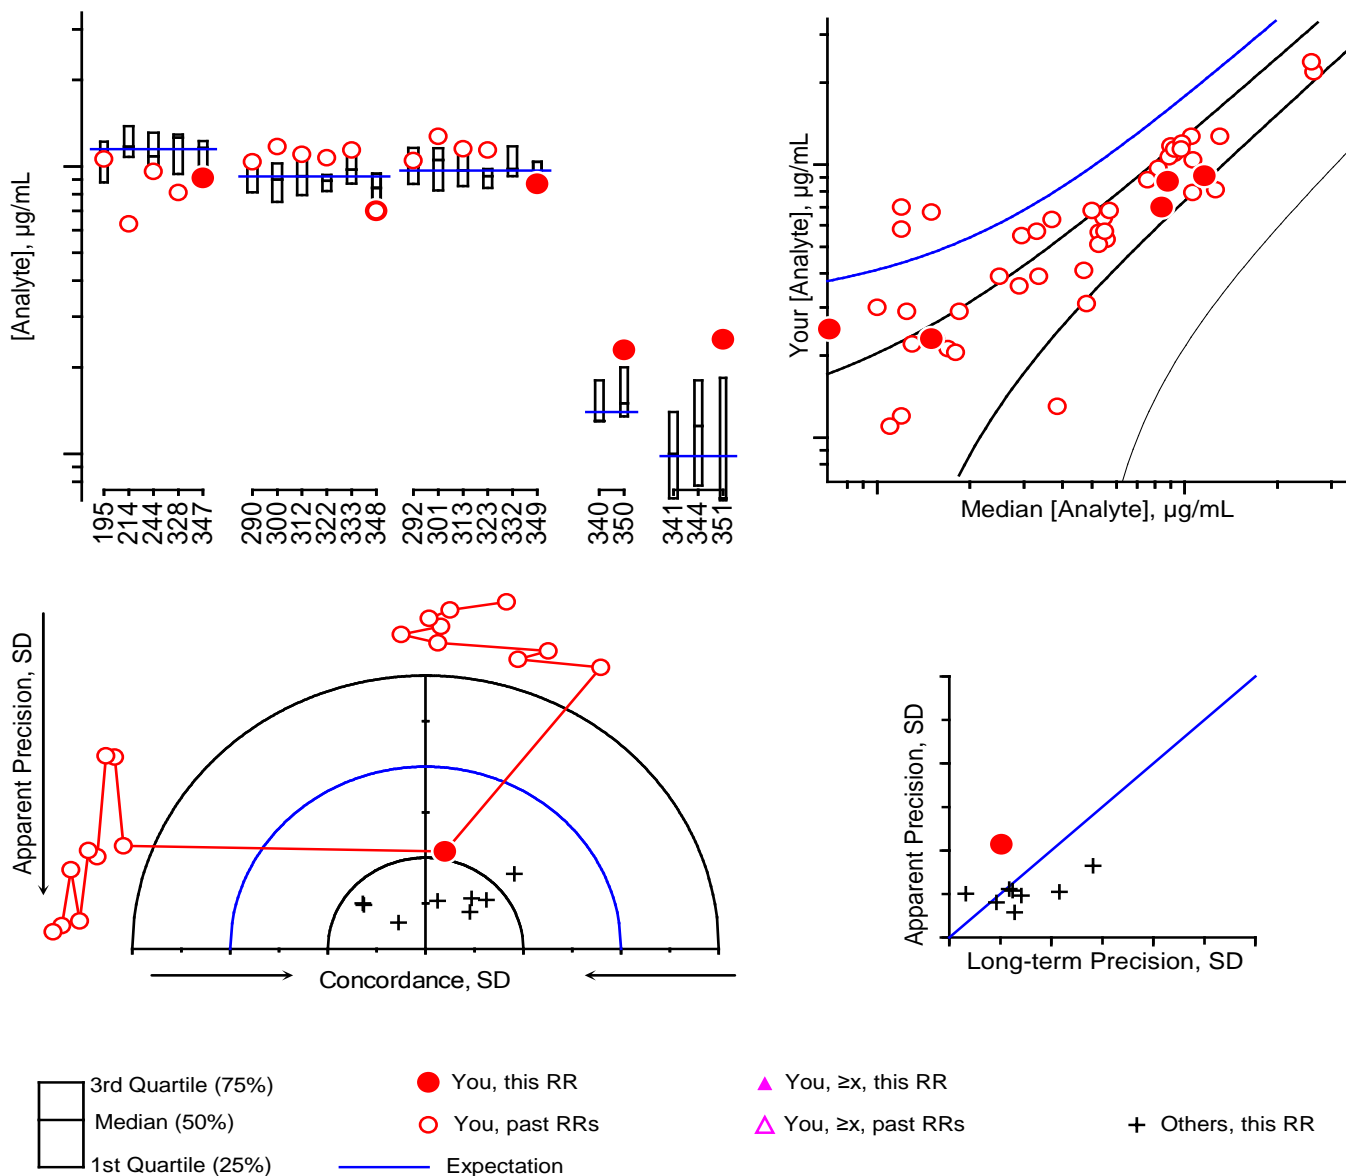 [Analyte], µg/mL
195
214
244
328
347
290
300
312
322
333
348
292
301
313
323
332
349
340
350
341
344
351
Your [Analyte], µg/mL
Median [Analyte], µg/mL
Apparent Precision, SD
Concordance, SD
Apparent Precision, SD
Long-term Precision, SD
3rd Quartile (75%)
Median (50%)
1st Quartile (25%)
You, this RR
You, past RRs
Expectation
You, ≥x, this RR
You, ≥x, past RRs
Others, this RR